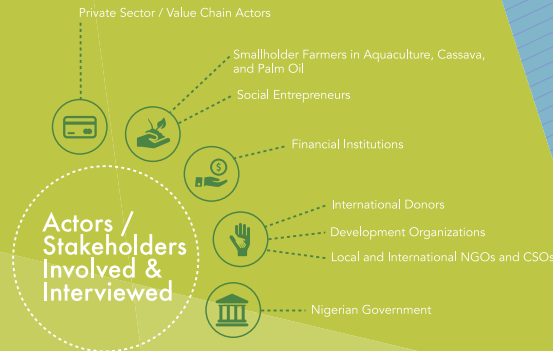 Private Sector / Value Chain Actors
Smallholder Farmers in Aquaculture, Cassava,
and Palm Oil
Social Entrepreneurs
Financial Institutions
$
International Donors
Actors /
Stakeholders
Involved &
Interviewed
Development Organizations
Local and International NGOs and CSOs
Nigerian Government